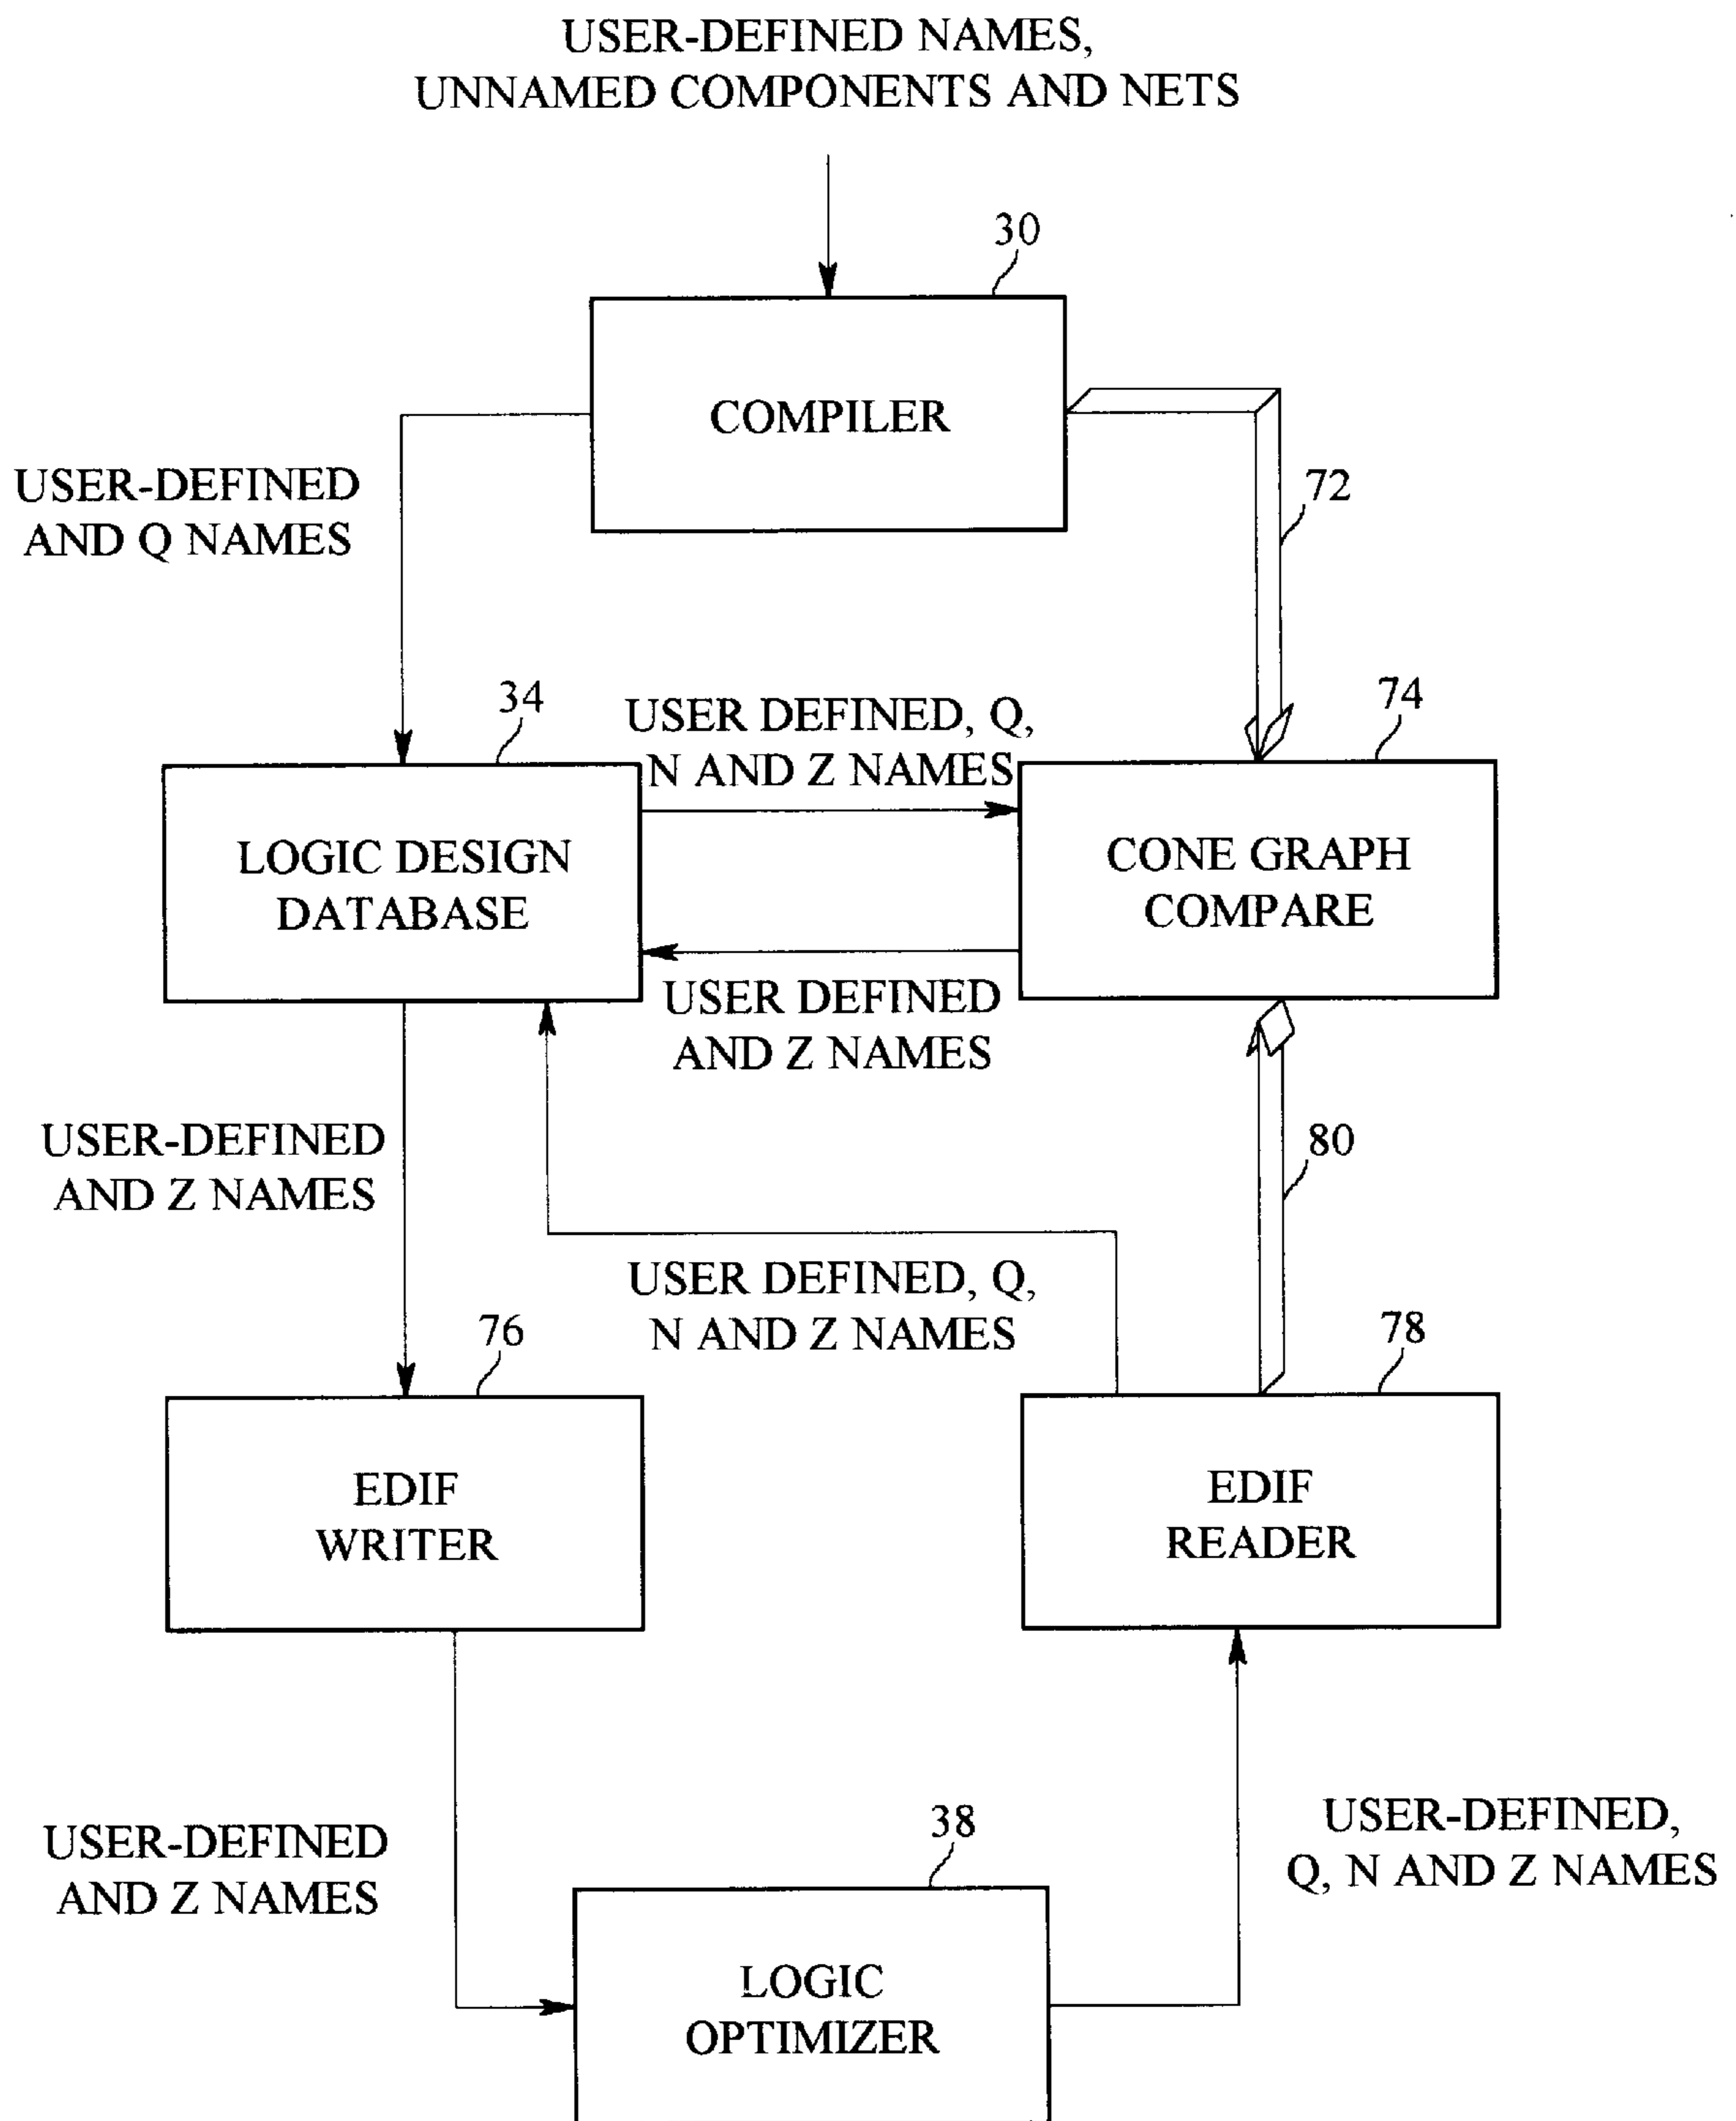 USER-DEFINED NAMES,
UNNAMED COMPONENTS AND NETS
30
COMPILER
USER-DEFINED
AND Q NAMES
72
34
USER DEFINED, Q,
N AND Z NAMES
74
LOGIC DESIGN
DATABASE
CONE GRAPH
COMPARE
USER DEFINED
AND Z NAMES
USER-DEFINED
AND Z NAMES
80
USER DEFINED, Q,
N AND Z NAMES
76
78
EDIF
WRITER
EDIF
READER
USER-DEFINED
AND Z NAMES
38
USER-DEFINED,
Q, N AND Z NAMES
LOGIC
OPTIMIZER